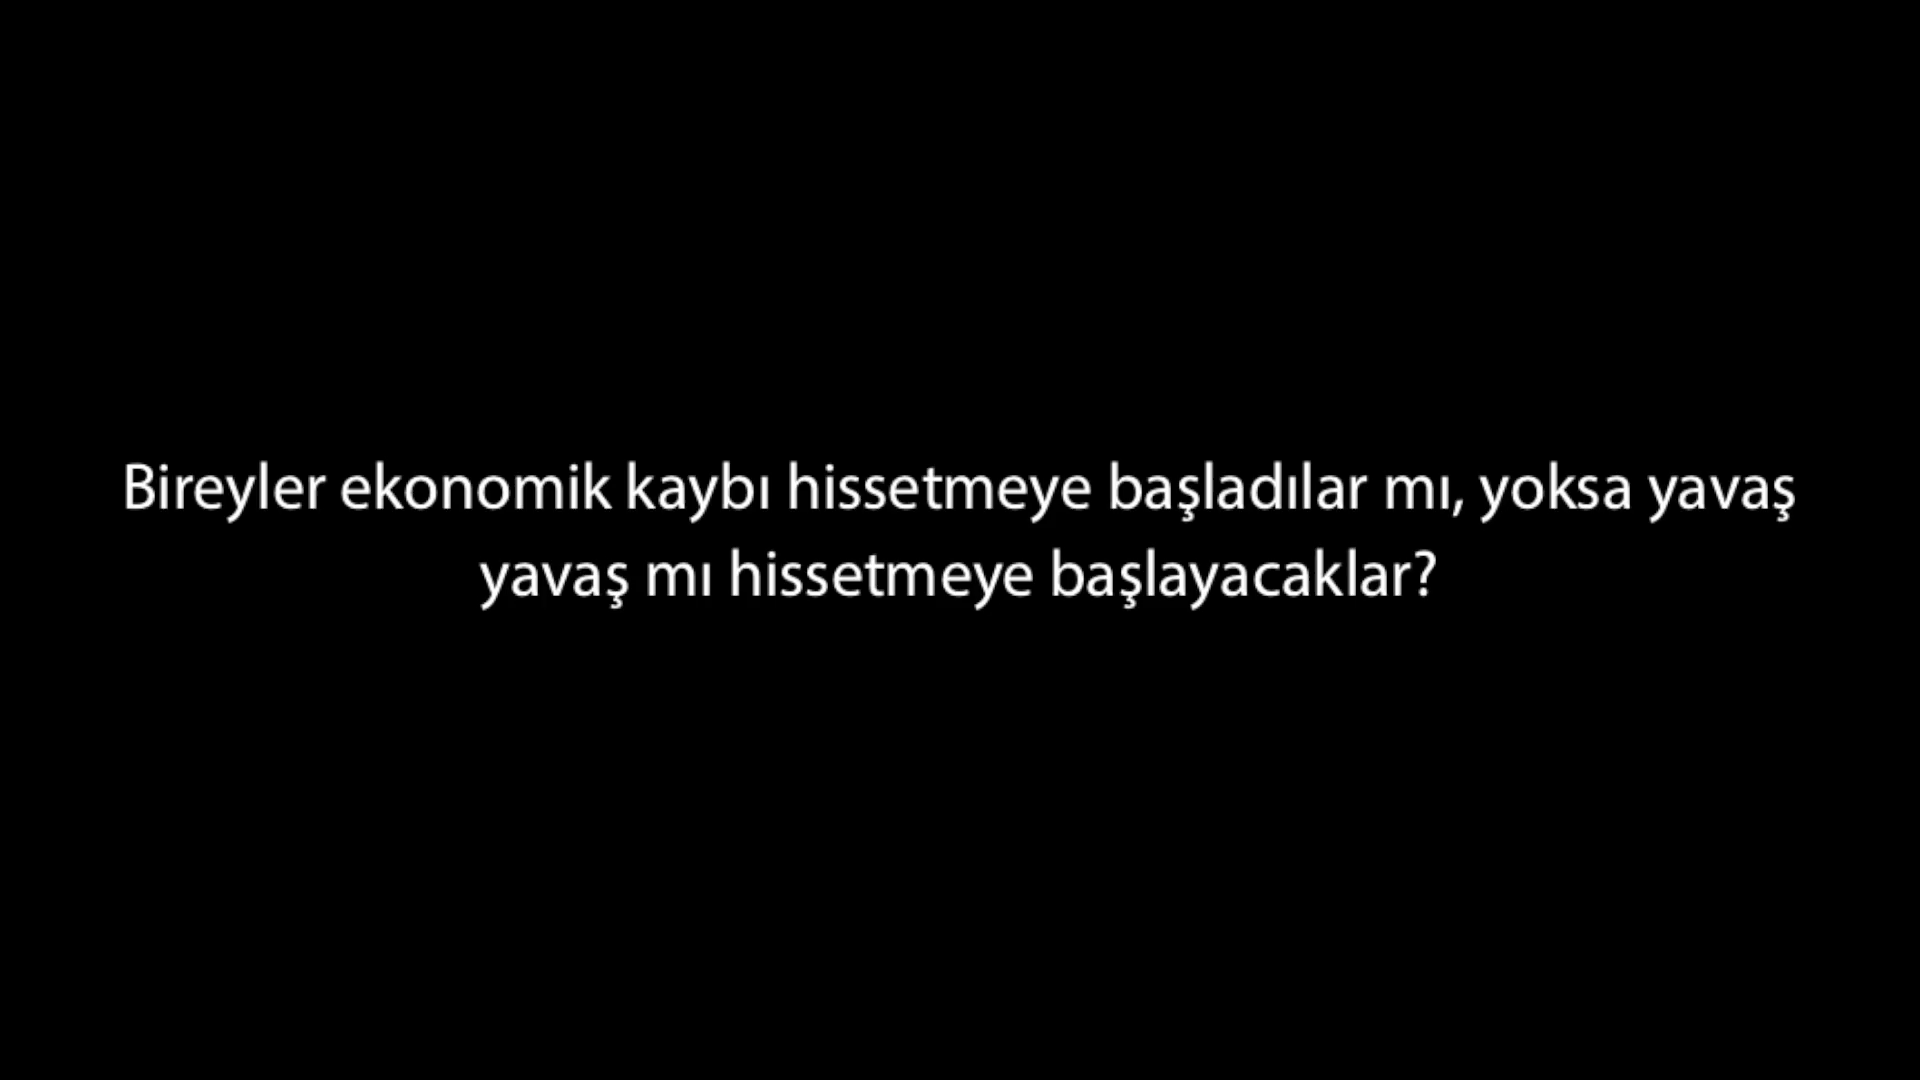 Bireyler ekonomik kaybı hissetmeye başladılar mı, yoksa yavaş
yavaş mı hissetmeye başlayacaklar?